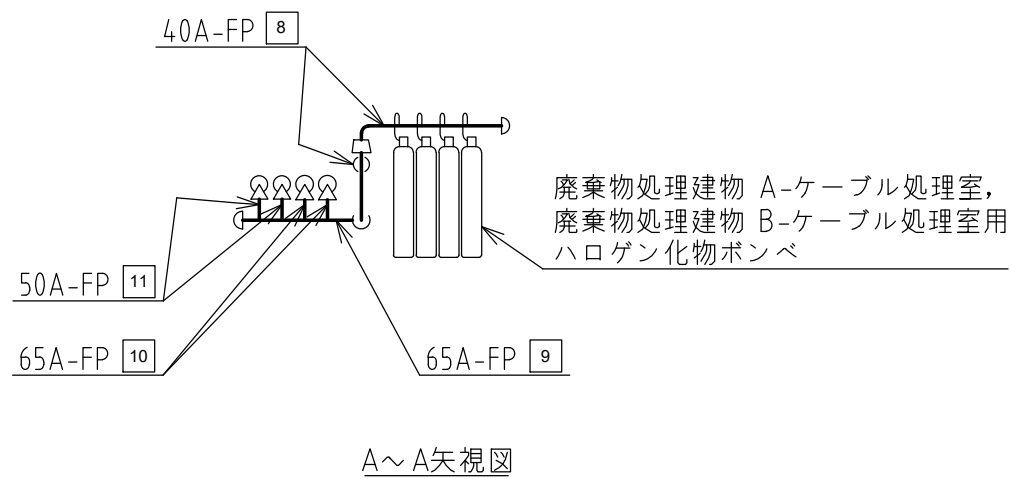 40A-FP 8
廃棄物処理建物 A-ケーブル処理室,
廃棄物処理建物 B-ケーブル処理室用
ハロゲン化物ボンベ
50A-FP 11
65A-FP 10
65A-FP 9
A～A矢視図